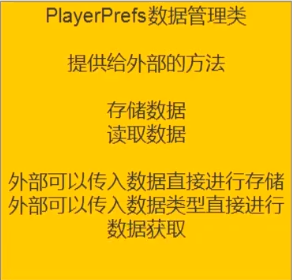 PlayerPrefs数据管理类
提供给外部的方法
存储数据
读取数据
外部可以传入数据直接进行存储
外部可以传入数据类型直接进行
数据获取